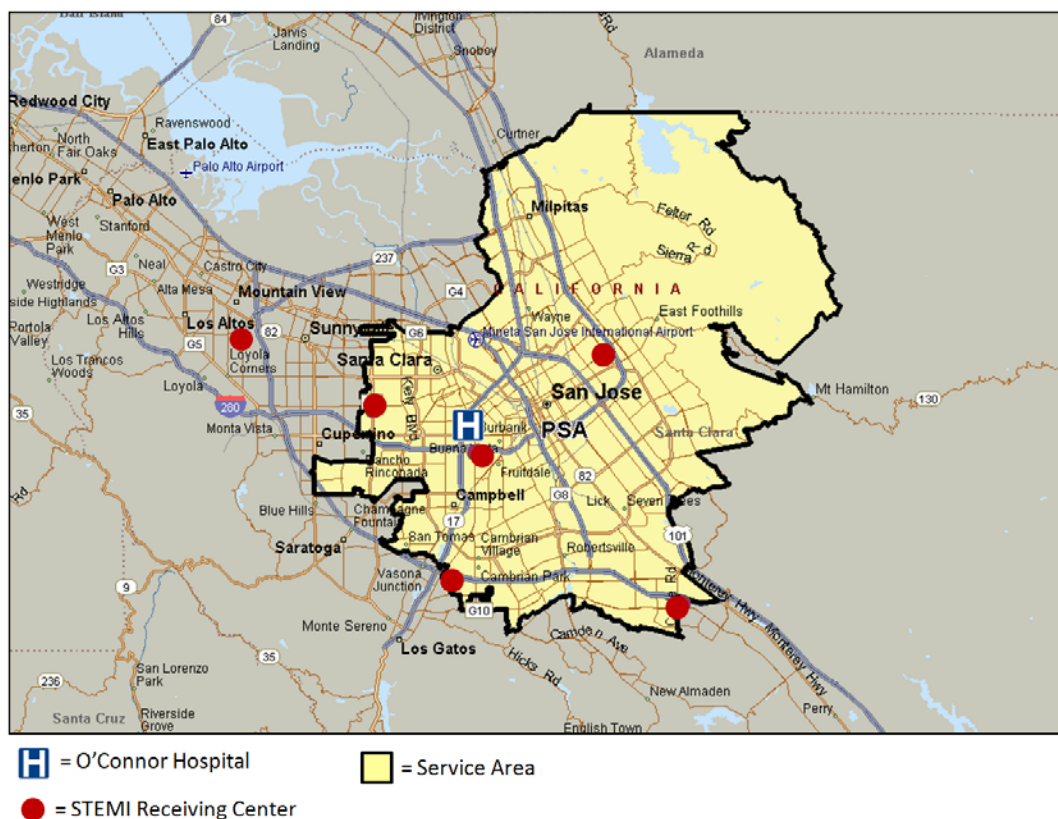 Irvington
District
84
Jarvis
Landing
Snoboy
Alameda
Redwood City
Ravenswood
North
Fair Oaks
East Palo Alto
Curtner
Palo Alto Airport
Menlo Park
Palo Alto
Stanford
West
Menlo
Park
Milpitas
Felter Rd
Sierra Rd
237
G3
Neal
Castro City
Westridge
Alta Mesa
Mountain View
G4
CALIFORNIA
Portola
Valley
Los Altos
Hills
Los Altos
82
G5
Sunnyvale
G6
Wayne
East Foothills
Mineta San Jose International Airport
Loyola
Corners
Santa Clara
Los Trancos
Woods
Loyola
Kiely Blvd
San Jose
Mt Hamilton
130
280
35
Monta Vista
Cupertino
H
Burbank
PSA
Santa Clara
Buena Vista
Rancho
Rinconada
Fruitdale
82
G8
Campbell
Lick
Seven Trees
Blue Hills
Champagne
Fountain
17
101
Saratoga
San Tomas
Cambrian
Village
Robertsville
Vasona
Junction
Cambrian Park
9
G10
Monterey Hwy
Monterey Hwy
Monte Sereno
Los Gatos
Camden Ave
35
Hicks Rd
San Lorenzo
Park
236
New Almaden
Santa Cruz
Riverside
Grove
Perry
English Town
H = O'Connor Hospital
= Service Area
= STEMI Receiving Center